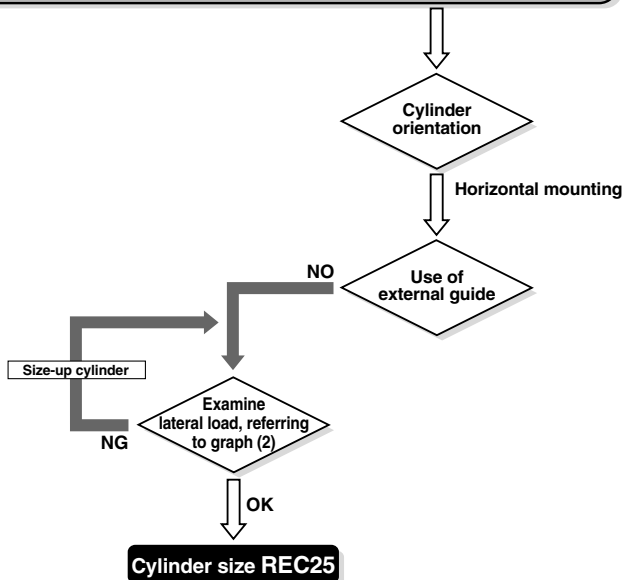 Cylinder
orientation
Horizontal mounting
Use of
external guide
NO
Size-up cylinder
Examine
lateral load, referring
to graph (2)
NG
OK
Cylinder size REC25